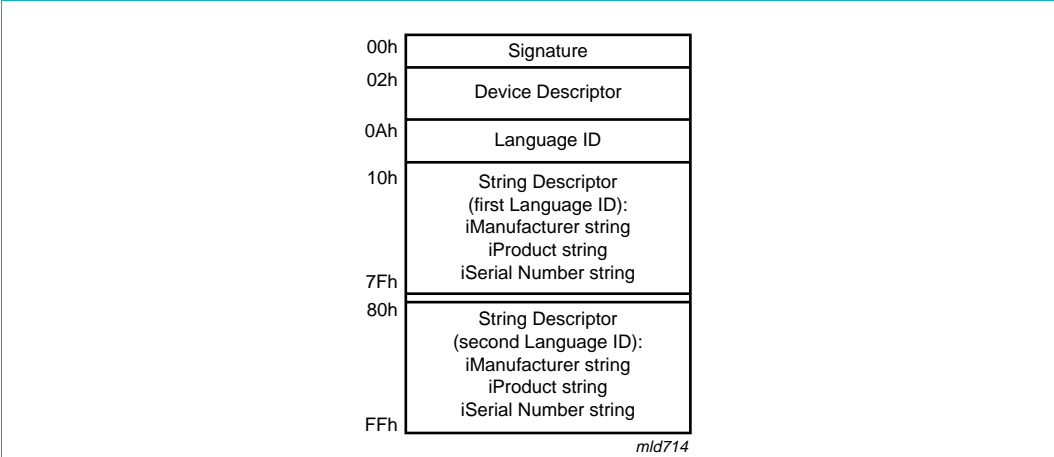 00h
Signature
02h
Device Descriptor
0Ah
Language ID
10h
String Descriptor
(first Language ID):
iManufacturer string
iProduct string
iSerial Number string
7Fh
80h
String Descriptor
(second Language ID):
iManufacturer string
iProduct string
iSerial Number string
FFh
mld714